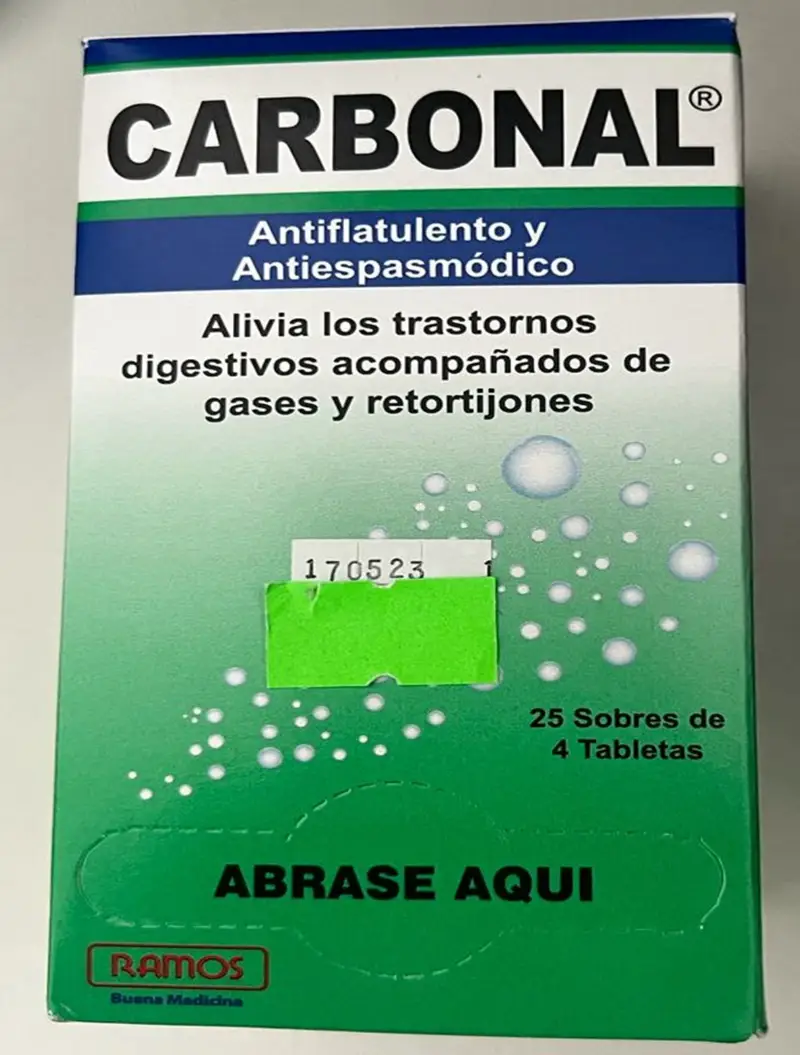 CARBONAL®
Antiflatulento y
Antiespasmódico
Alivia los trastornos
digestivos acompañados de
gases y retortijones
170523 1
25 Sobres de
4 Tabletas
ABRASE AQUI
RAMOS
Buena Medicina